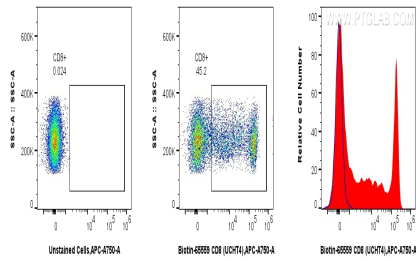 CD8+
0.024
SSC-A :: SSC-A
600K
400K
200K
0
0 10^4 10^5 10^6
Unstained Cells,APC-A750-A
CD8+
45.2
SSC-A :: SSC-A
600K
400K
200K
0
0 10^4 10^5 10^6
Biotin-65559 CD8 (UCHT4),APC-A750-A
WWW.PTGLAB.COM
Relative Cell Number
100
80
60
40
20
0
0 10^4 10^5 10^6
Biotin-65559 CD8 (UCHT4),APC-A750-A